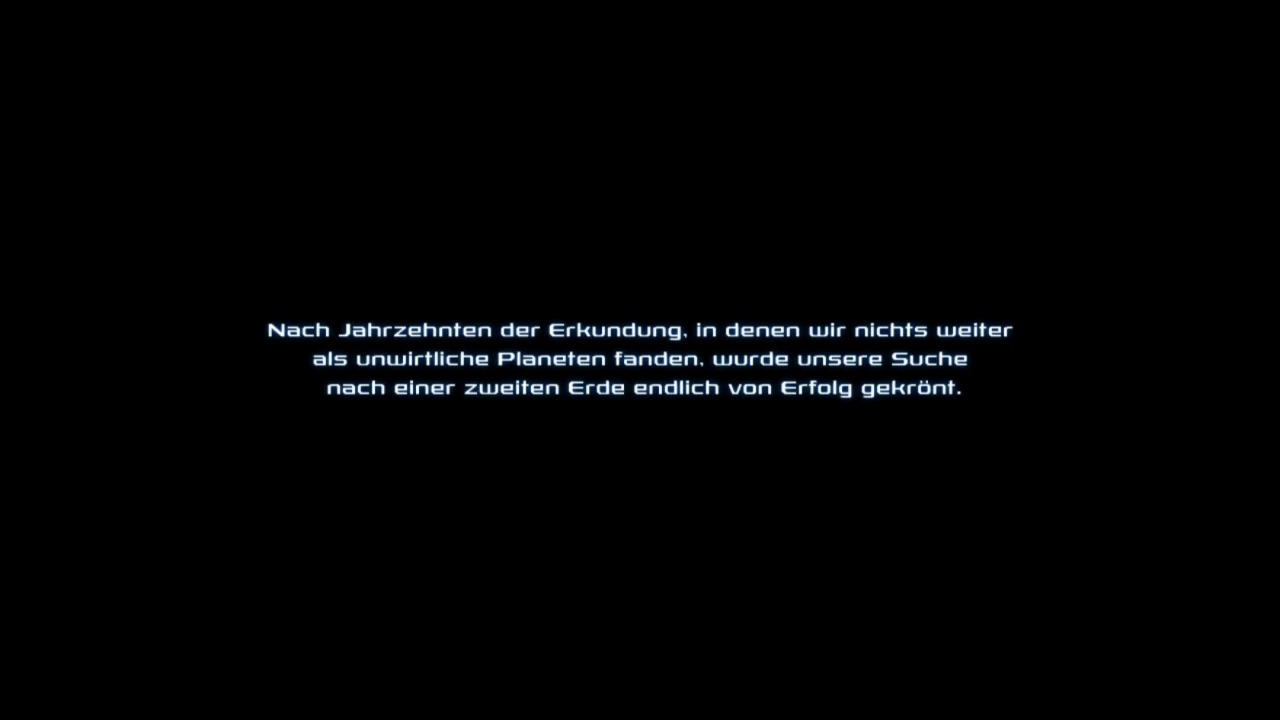 Nach Jahrzehnten der Erkundung, in denen wir nichts weiter
als unwirtliche Planeten fanden, wurde unsere Suche
nach einer zweiten Erde endlich von Erfolg gekrönt.